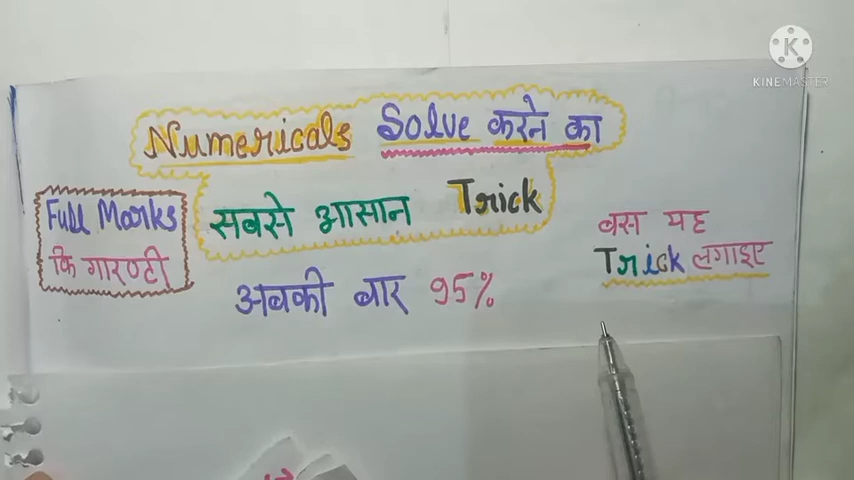 KINEMASTER
Numericals Solve करने का
सबसे आसान Trick
Full Marks
कि गारण्टी
अबकी बार 95%
बस यह
Trick लगाइए